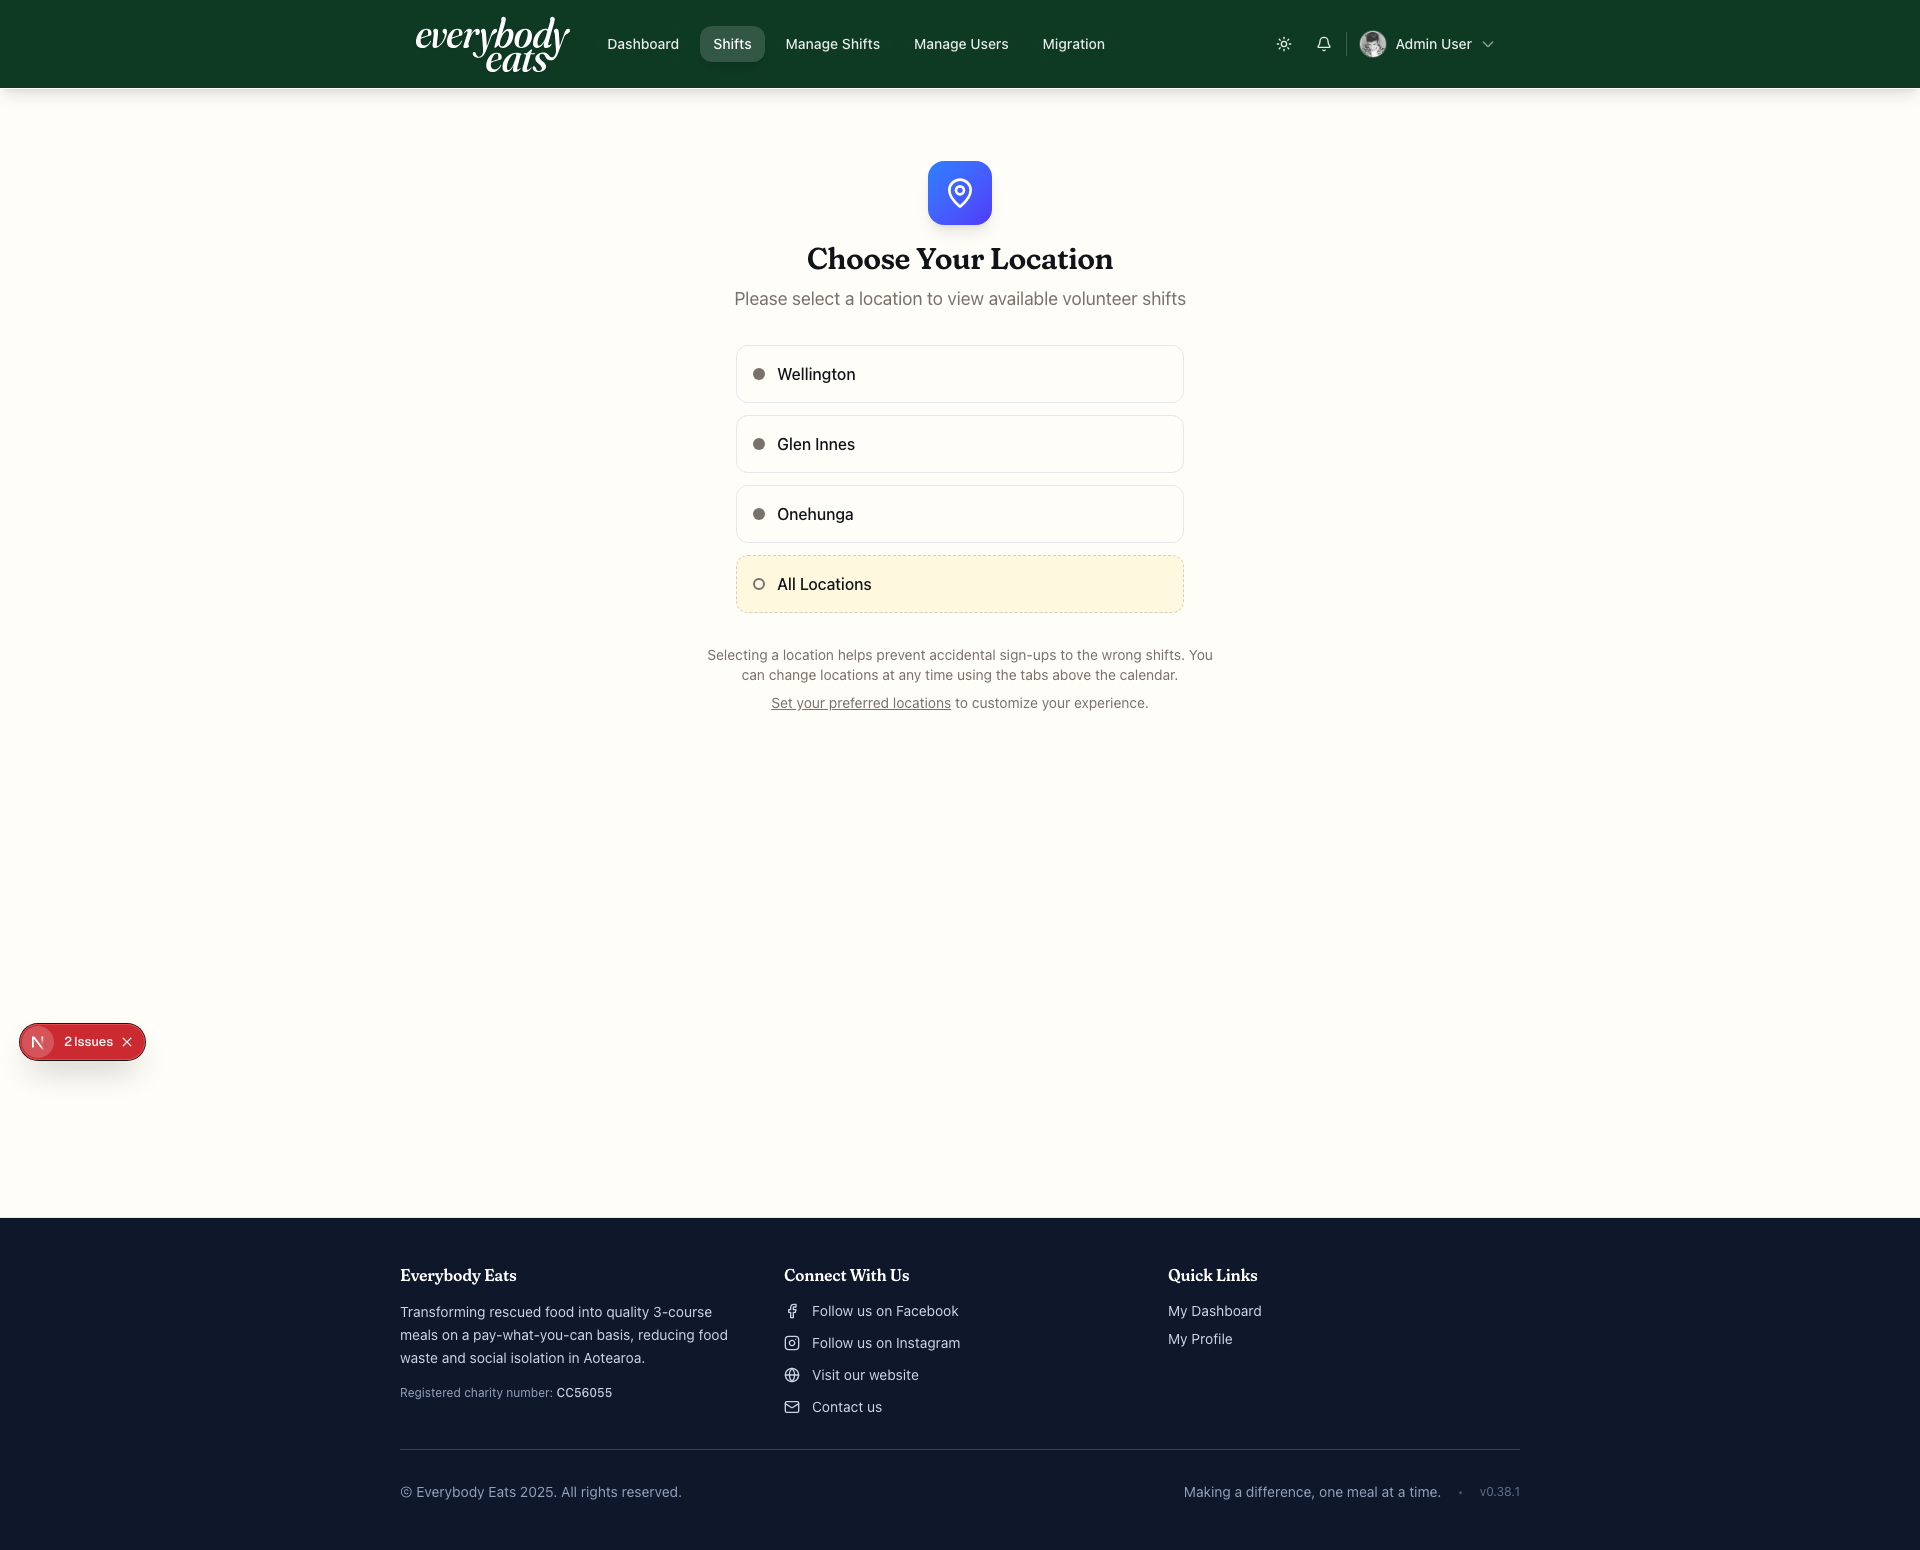 everybody
eats
Dashboard
Shifts
Manage Shifts
Manage Users
Migration
Admin User
Choose Your Location
Please select a location to view available volunteer shifts
Wellington
Glen Innes
Onehunga
All Locations
Selecting a location helps prevent accidental sign-ups to the wrong shifts. You
can change locations at any time using the tabs above the calendar.
Set your preferred locations to customize your experience.
N
2 Issues
Everybody Eats
Transforming rescued food into quality 3-course
meals on a pay-what-you-can basis, reducing food
waste and social isolation in Aotearoa.
Registered charity number: CC56055
Connect With Us
Follow us on Facebook
Follow us on Instagram
Visit our website
Contact us
Quick Links
My Dashboard
My Profile
© Everybody Eats 2025. All rights reserved.
Making a difference, one meal at a time. • v0.38.1